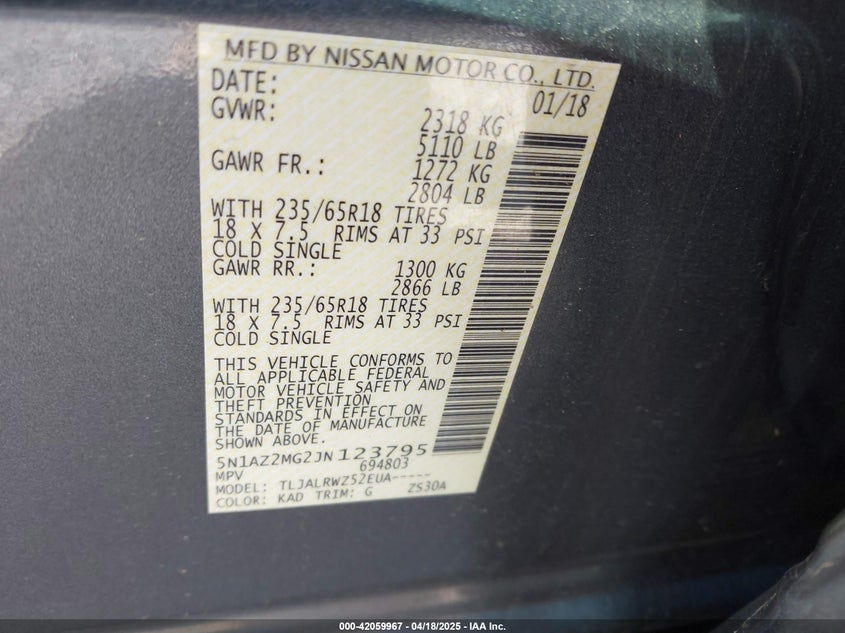 MFD BY NISSAN MOTOR CO., LTD.
DATE: 01/18
GVWR: 2318 KG
5110 LB
GAWR FR.: 1272 KG
2804 LB
WITH 235/65R18 TIRES
18 X 7.5 RIMS AT 33 PSI
COLD SINGLE
GAWR RR.: 1300 KG
2866 LB
WITH 235/65R18 TIRES
18 X 7.5 RIMS AT 33 PSI
COLD SINGLE
THIS VEHICLE CONFORMS TO
ALL APPLICABLE FEDERAL
MOTOR VEHICLE SAFETY AND
THEFT PREVENTION
STANDARDS IN EFFECT ON
THE DATE OF MANUFACTURE
SHOWN ABOVE.
5N1AZ2MG2JN123795
MPV 694803
MODEL: TLJALRWZ52EUA-----
COLOR: KAD TRIM: G ZS30A
000-42059967 - 04/18/2025 - IAA Inc.